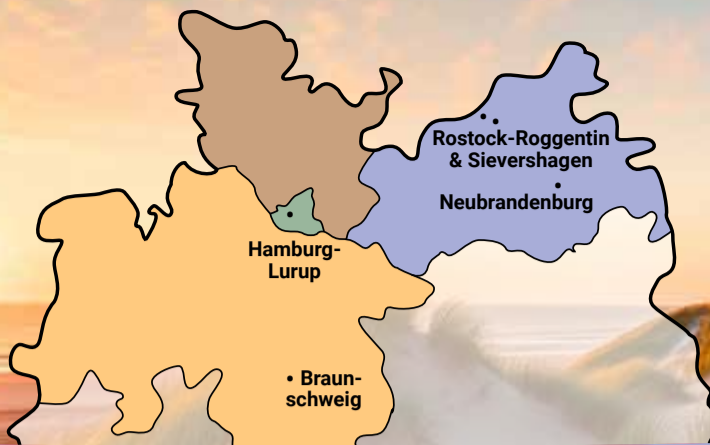 Rostock-Roggentin
& Sievershagen
Neubrandenburg
Hamburg-
Lurup
Braun-
schweig